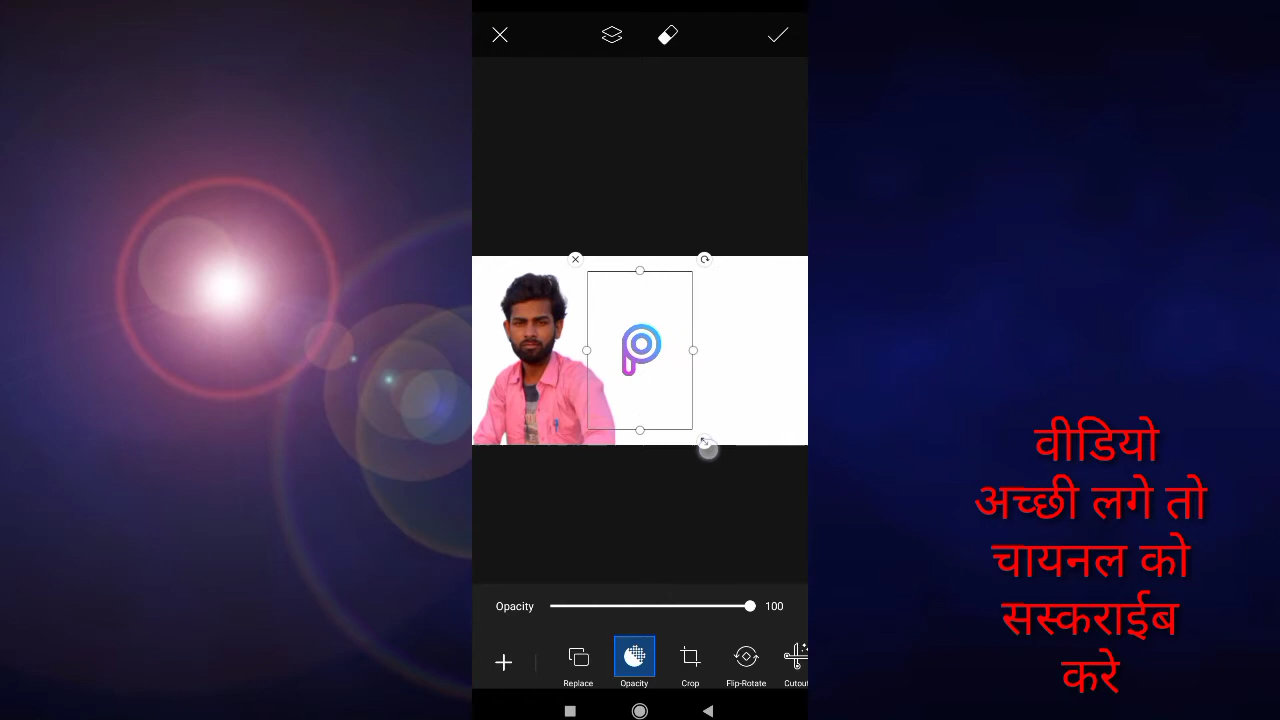 Opacity 100
Replace Opacity Crop Flip-Rotate Cutout
वीडियो
अच्छी लगे तो
चायनल को
सस्कराईब
करे